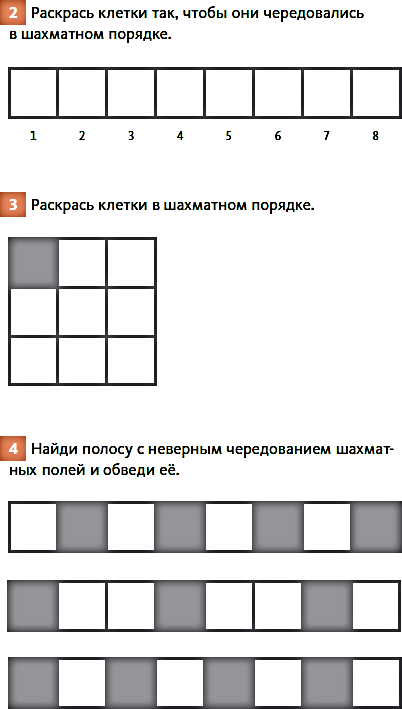 2 Раскрась клетки так, чтобы они чередовались
в шахматном порядке.
1 2 3 4 5 6 7 8
3 Раскрась клетки в шахматном порядке.
4 Найди полосу с неверным чередованием шахмат-
ных полей и обведи её.